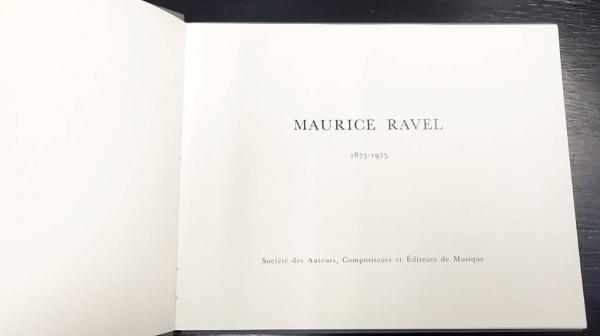 MAURICE RAVEL
1875-1975
Société des Auteurs, Compositeurs et Éditeurs de Musique